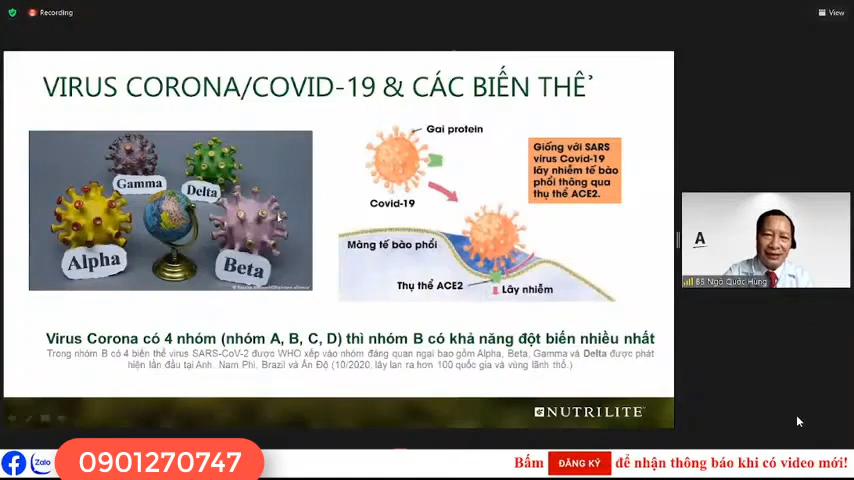 Recording
View
VIRUS CORONA/COVID-19 & CÁC BIẾN THỂ
Gamma
Delta
Alpha
Beta
Gai protein
Covid-19
Giống với SARS
virus Covid-19
lây nhiễm tế bào
phổi thông qua
thụ thể ACE2.
Màng tế bào phổi
Thụ thể ACE2
Lây nhiễm
A
BS Ngô Quốc Hùng
Virus Corona có 4 nhóm (nhóm A, B, C, D) thì nhóm B có khả năng đột biến nhiều nhất
Trong nhóm B có 4 biến thể virus SARS-CoV-2 được WHO xếp vào nhóm đáng quan ngại bao gồm Alpha, Beta, Gamma và Delta được phát
hiện lần đầu tại Anh, Nam Phi, Brazil và Ấn Độ (10/2020, lây lan ra hơn 100 quốc gia và vùng lãnh thổ.)
NUTRILITE
Zalo
0901270747
Bấm ĐĂNG KÝ để nhận thông báo khi có video mới!